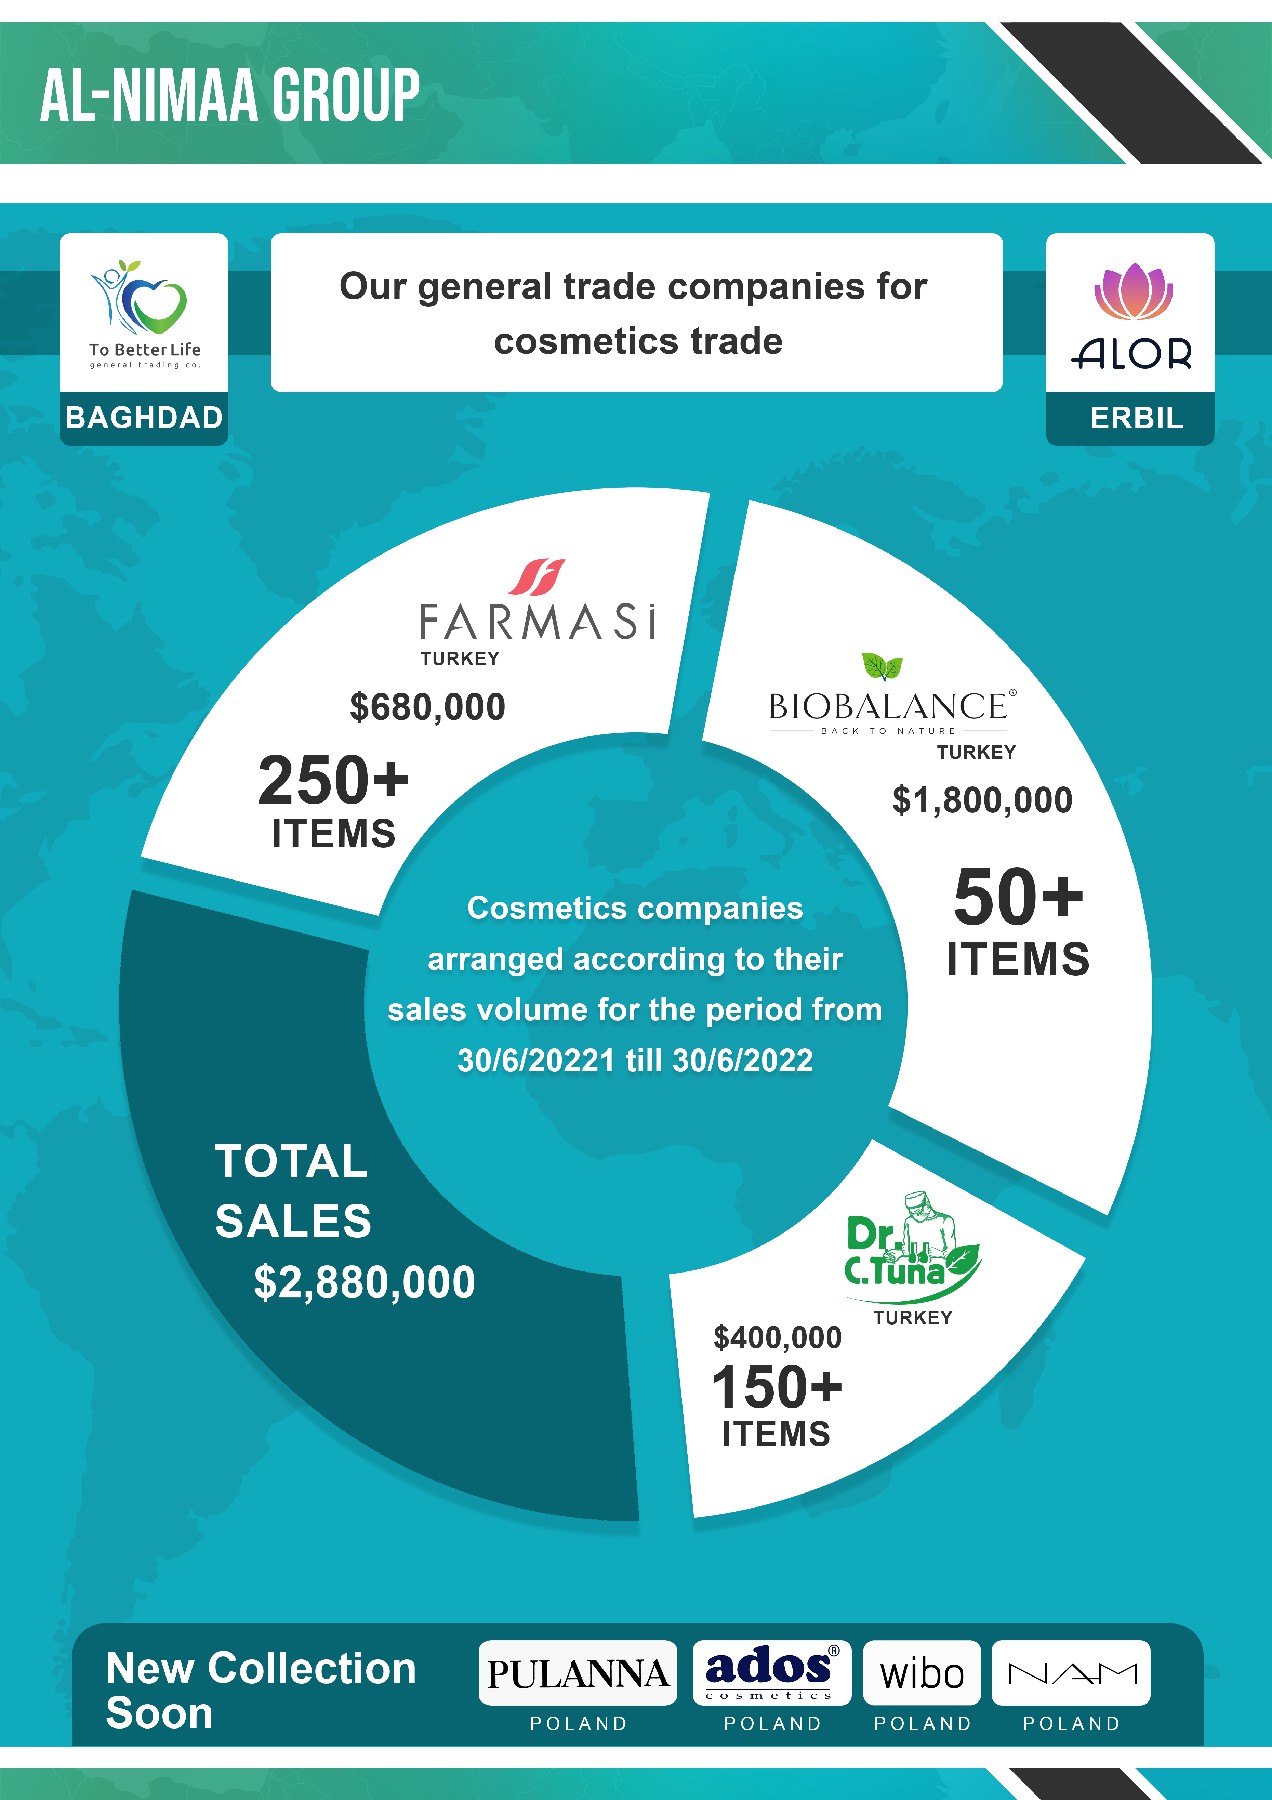 AL-NIMAA GROUP
To Better Life
general trading co.
BAGHDAD
Our general trade companies for
cosmetics trade
ALOR
ERBIL
FARMASi
TURKEY
$680,000
250+
ITEMS
BIOBALANCE®
BACK TO NATURE
TURKEY
$1,800,000
50+
ITEMS
Cosmetics companies
arranged according to their
sales volume for the period from
30/6/20221 till 30/6/2022
TOTAL
SALES
$2,880,000
Dr.
C.Tuna
TURKEY
$400,000
150+
ITEMS
New Collection
Soon
PULANNA
POLAND
ados®
cosmetics
POLAND
wibo
POLAND
NAM
POLAND